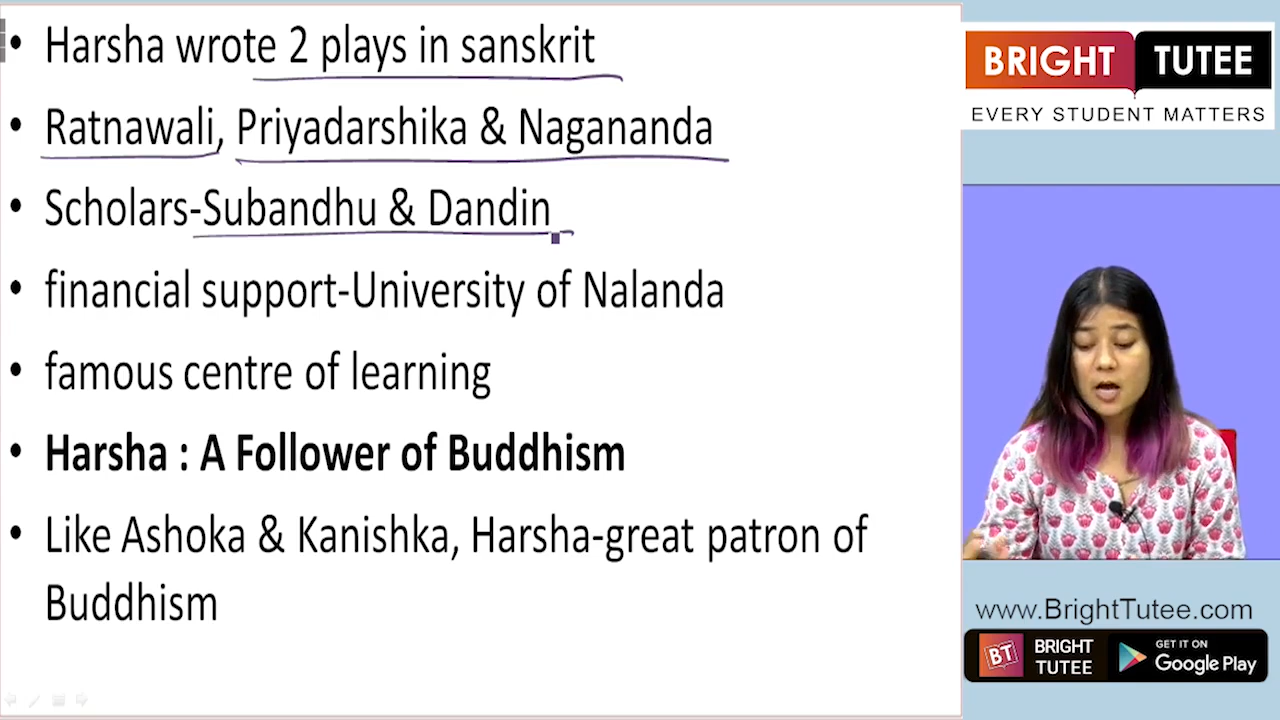 • Harsha wrote 2 plays in sanskrit
• Ratnawali, Priyadarshika & Nagananda
• Scholars-Subandhu & Dandin
• financial support-University of Nalanda
• famous centre of learning
• Harsha : A Follower of Buddhism
• Like Ashoka & Kanishka, Harsha-great patron of
Buddhism
BRIGHT TUTEE
EVERY STUDENT MATTERS
www.BrightTutee.com
BT BRIGHT TUTEE
GET IT ON
Google Play